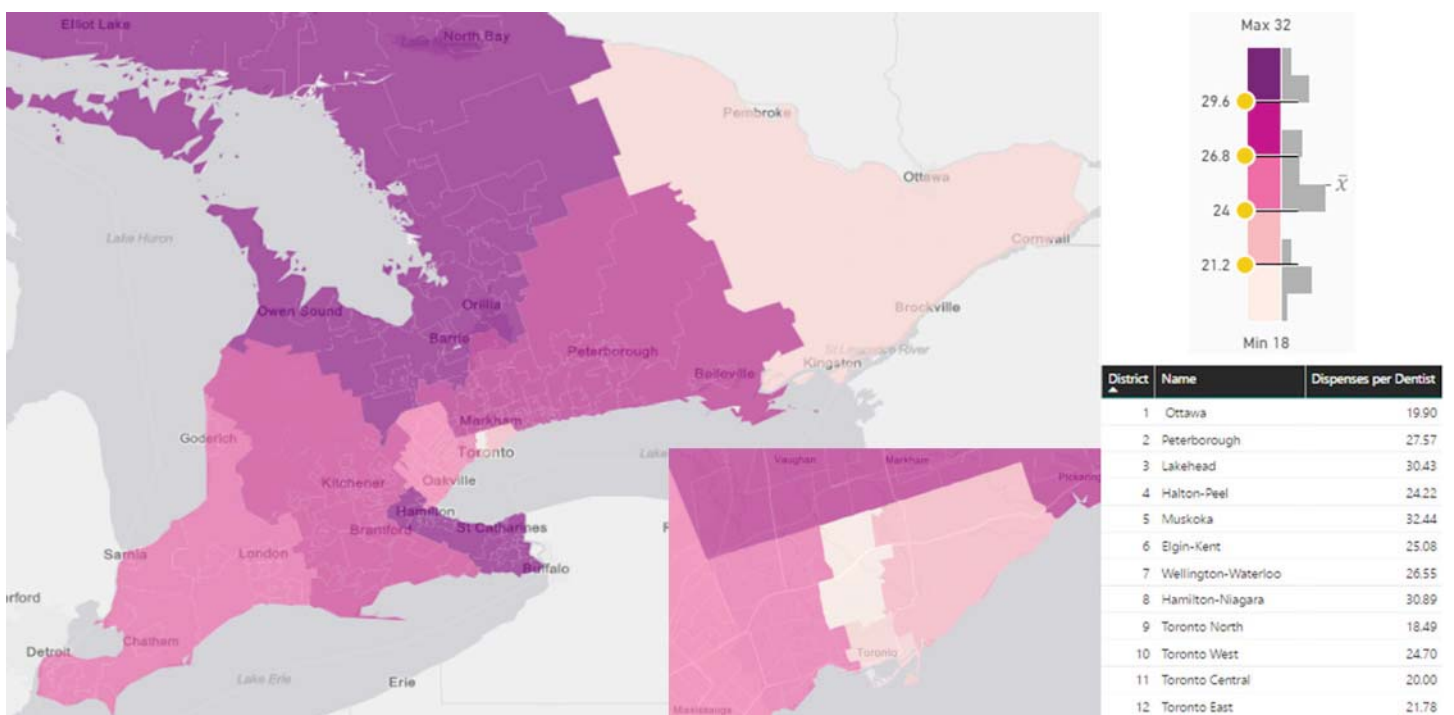 Elliot Lake
North Bay
Pembroke
Ottawa
Cornwall
Lake Huron
Owen Sound
Orillia
Barrie
Brockville
St Lawrence River
Peterborough
Kingston
Belleville
Markham
Goderich
Toronto
Kitchener
Oakville
Hamilton
St Catharines
Brantford
Sarnia
London
Buffalo
Chatham
Detroit
Lake Erie
Erie
Vaughan
Markham
Toronto
Mississauga
Max 32
29.6
26.8
x̄
24
21.2
Min 18
District Name Dispenses per Dentist
1 Ottawa 19.90
2 Peterborough 27.57
3 Lakehead 30.43
4 Halton-Peel 24.22
5 Muskoka 32.44
6 Elgin-Kent 25.08
7 Wellington-Waterloo 26.55
8 Hamilton-Niagara 30.89
9 Toronto North 18.49
10 Toronto West 24.70
11 Toronto Central 20.00
12 Toronto East 21.78